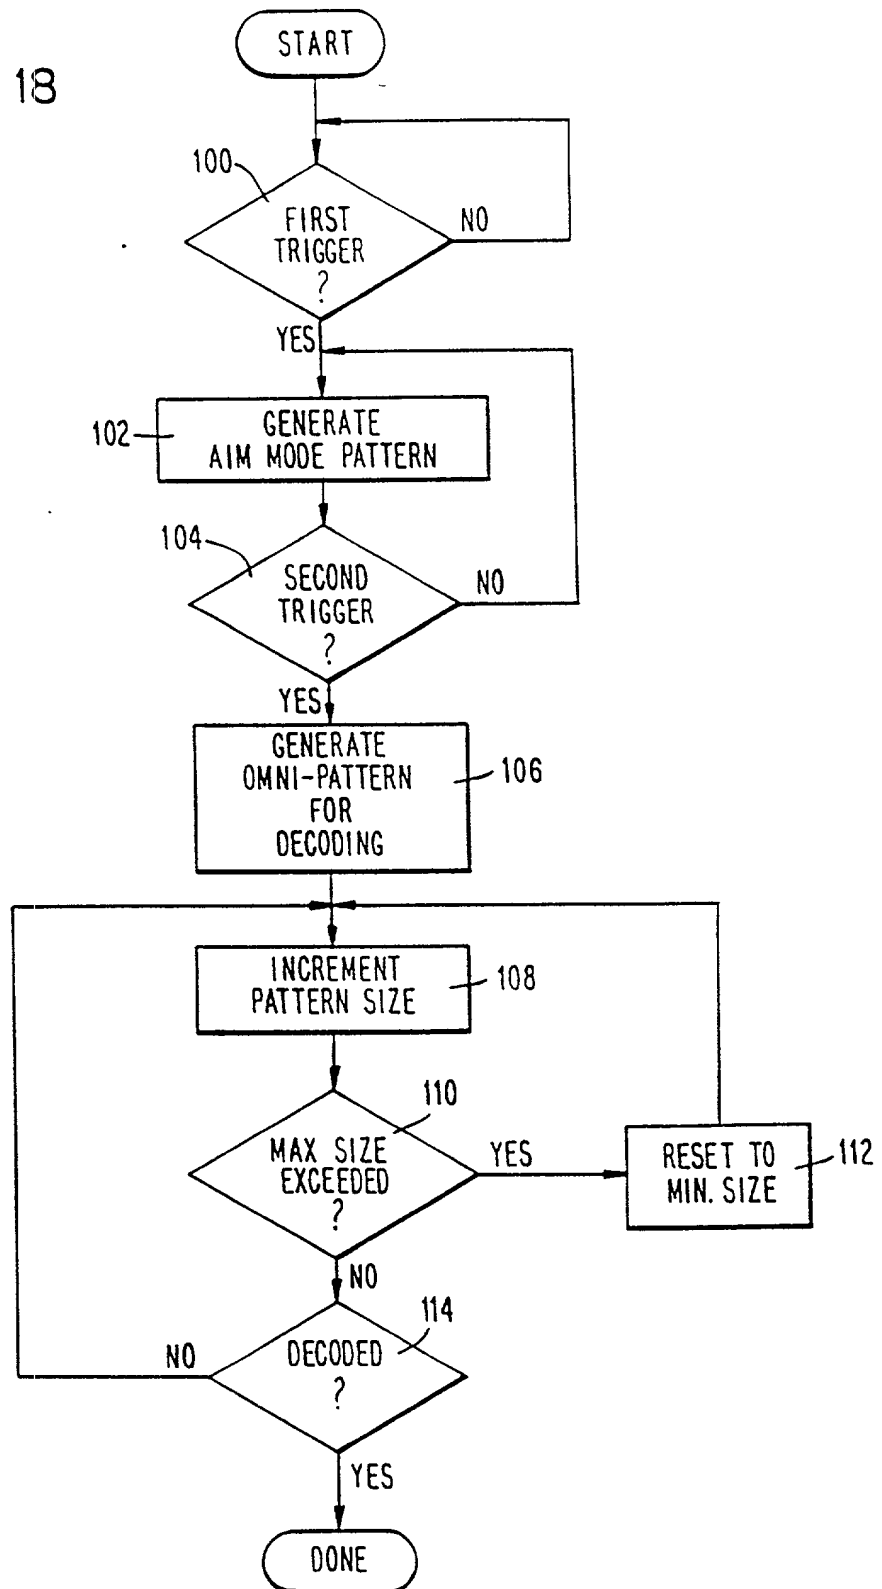 START
18
100
FIRST
TRIGGER
?
NO
YES
102
GENERATE
AIM MODE PATTERN
104
SECOND
TRIGGER
?
NO
YES
GENERATE
OMNI-PATTERN
FOR
DECODING
106
INCREMENT
PATTERN SIZE
108
110
MAX SIZE
EXCEEDED
?
YES
RESET TO
MIN. SIZE
112
NO
114
DECODED
?
NO
YES
DONE